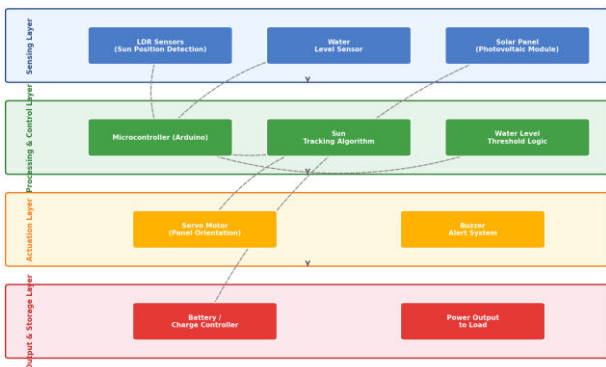 Sensing Layer
LDR Sensors
(Sun Position Detection)
Water
Level Sensor
Solar Panel
(Photovoltaic Module)
Processing & Control Layer
Microcontroller (Arduino)
Sun
Tracking Algorithm
Water Level
Threshold Logic
Actuation Layer
Servo Motor
(Panel Orientation)
Buzzer
Alert System
Output & Storage Layer
Battery /
Charge Controller
Power Output
to Load